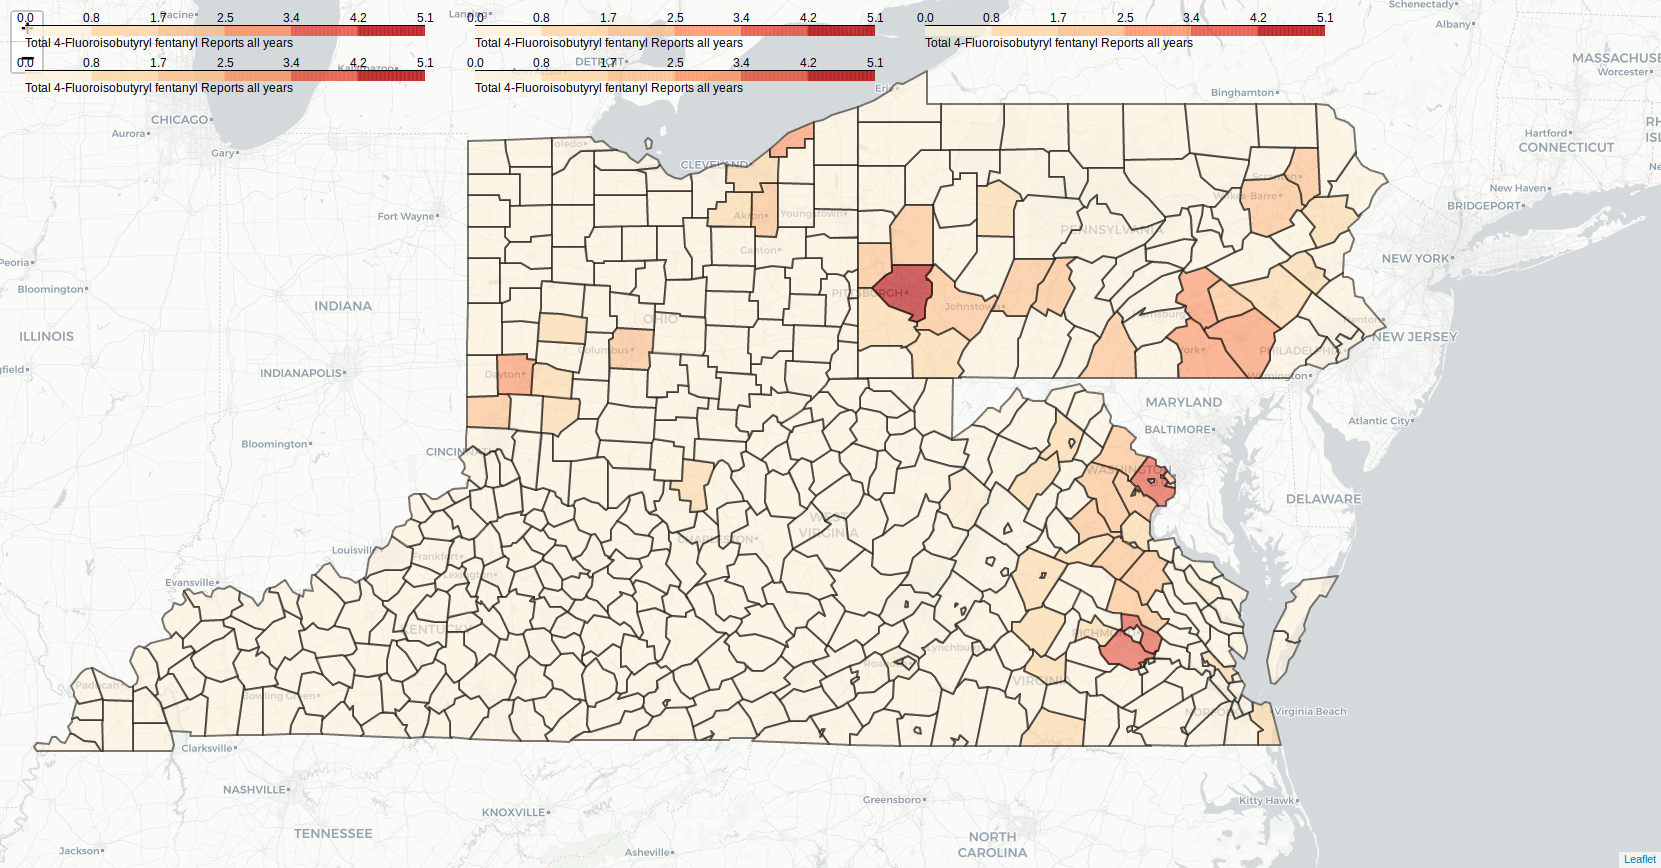 0.0 0.8 1.7 2.5 3.4 4.2 5.1
Total 4-Fluoroisobutyryl fentanyl Reports all years
0.0 0.8 1.7 2.5 3.4 4.2 5.1
Total 4-Fluoroisobutyryl fentanyl Reports all years
0.0 0.8 1.7 2.5 3.4 4.2 5.1
Total 4-Fluoroisobutyryl fentanyl Reports all years
0.0 0.8 1.7 2.5 3.4 4.2 5.1
Total 4-Fluoroisobutyryl fentanyl Reports all years
0.0 0.8 1.7 2.5 3.4 4.2 5.1
Total 4-Fluoroisobutyryl fentanyl Reports all years
Racine
Lansing
Schenectady
Albany
Kalamazoo
DETROIT
Ann Arbor
MASSACHUSE
Worcester
Erie
Binghamton
CHICAGO
Aurora
Gary
Toledo
CLEVELAND
Hartford
CONNECTICUT
RH
ISL
Scranton
Wilkes-Barre
New Haven
BRIDGEPORT
Ne
Fort Wayne
Akron
Youngstown
Canton
PENNSYLVANIA
NEW YORK
Peoria
Bloomington
INDIANA
PITTSBURGH
Johnstown
Harrisburg
OHIO
Trenton
ILLINOIS
NEW JERSEY
Columbus
York
PHILADELPHIA
field
INDIANAPOLIS
Dayton
Wilmington
MARYLAND
Atlantic City
BALTIMORE
Bloomington
CINCINNATI
WASHINGTON
DELAWARE
WEST
VIRGINIA
CHARLESTON
Louisville
Frankfort
Lexington
Evansville
KENTUCKY
RICHMOND
Lynchburg
Roanoke
VIRGINIA
Paducah
Bowling Green
NORFOLK
Virginia Beach
Clarksville
NASHVILLE
KNOXVILLE
Greensboro
Kitty Hawk
TENNESSEE
NORTH
CAROLINA
Jackson
Asheville
Leaflet